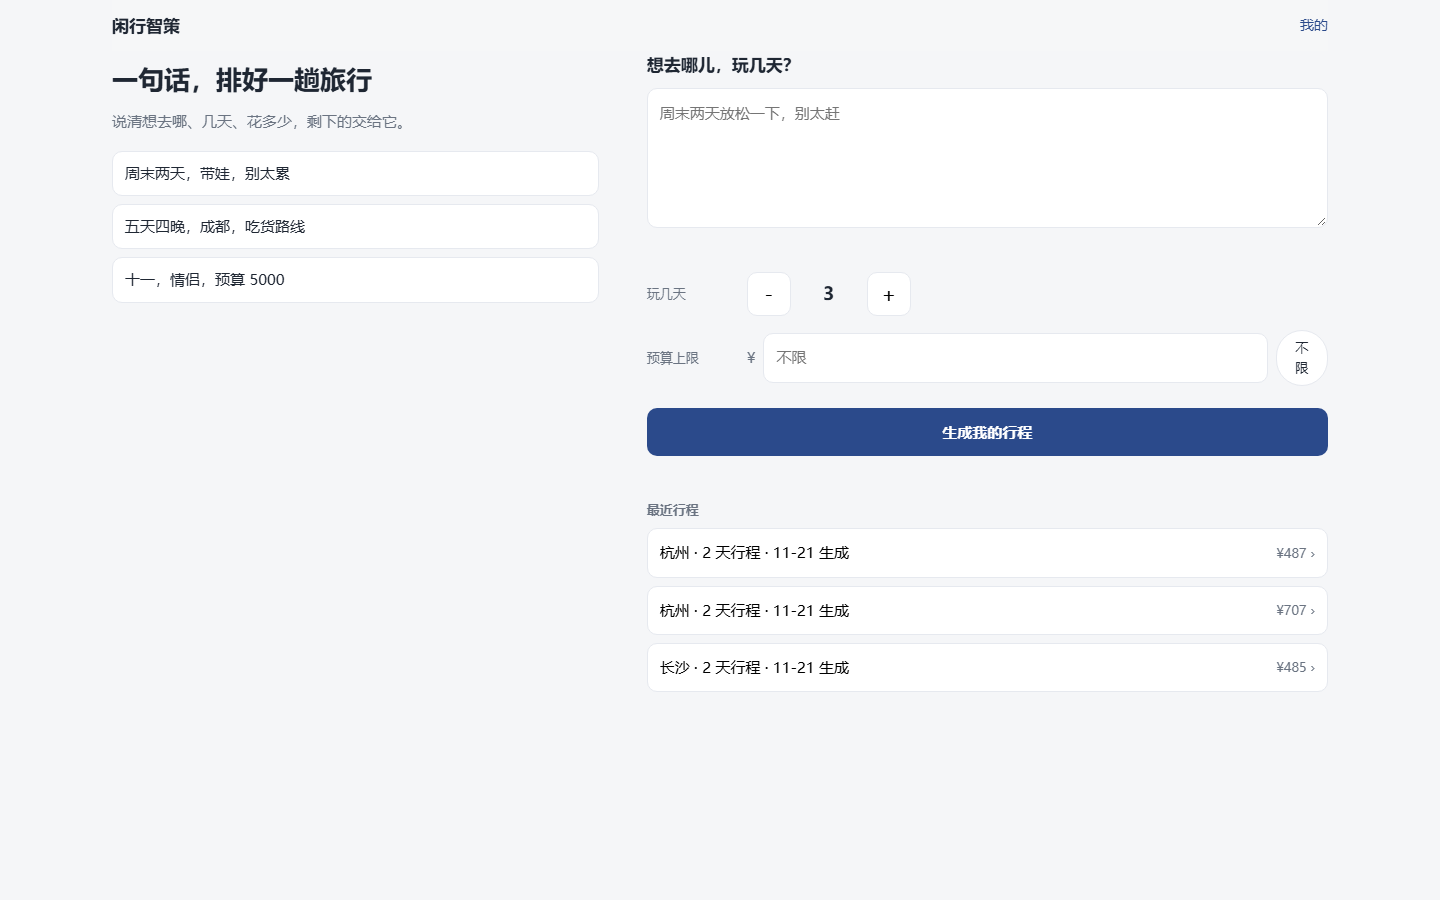 闲行智策
我的
一句话，排好一趟旅行
说清想去哪、几天、花多少，剩下的交给它。
周末两天，带娃，别太累
五天四晚，成都，吃货路线
十一，情侣，预算 5000
想去哪儿，玩几天？
周末两天放松一下，别太赶
玩几天
-
3
+
预算上限
¥
不限
不
限
生成我的行程
最近行程
杭州 · 2 天行程 · 11-21 生成
¥487 ›
杭州 · 2 天行程 · 11-21 生成
¥707 ›
长沙 · 2 天行程 · 11-21 生成
¥485 ›